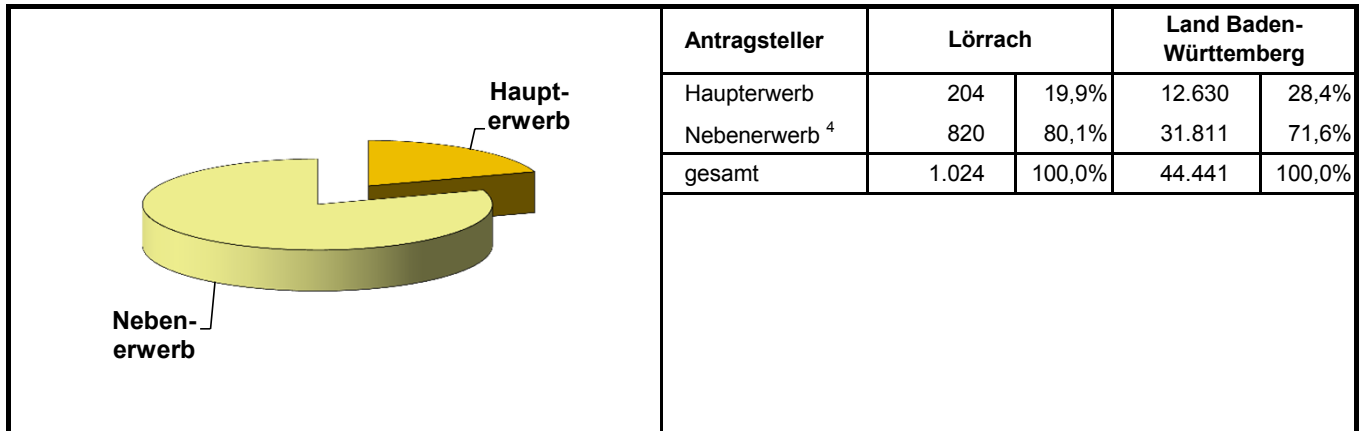 Haupt-
erwerb
Neben-
erwerb
Antragsteller Lörrach Land Baden-
Württemberg
Haupterwerb 204 19,9% 12.630 28,4%
Nebenerwerb ⁴ 820 80,1% 31.811 71,6%
gesamt 1.024 100,0% 44.441 100,0%